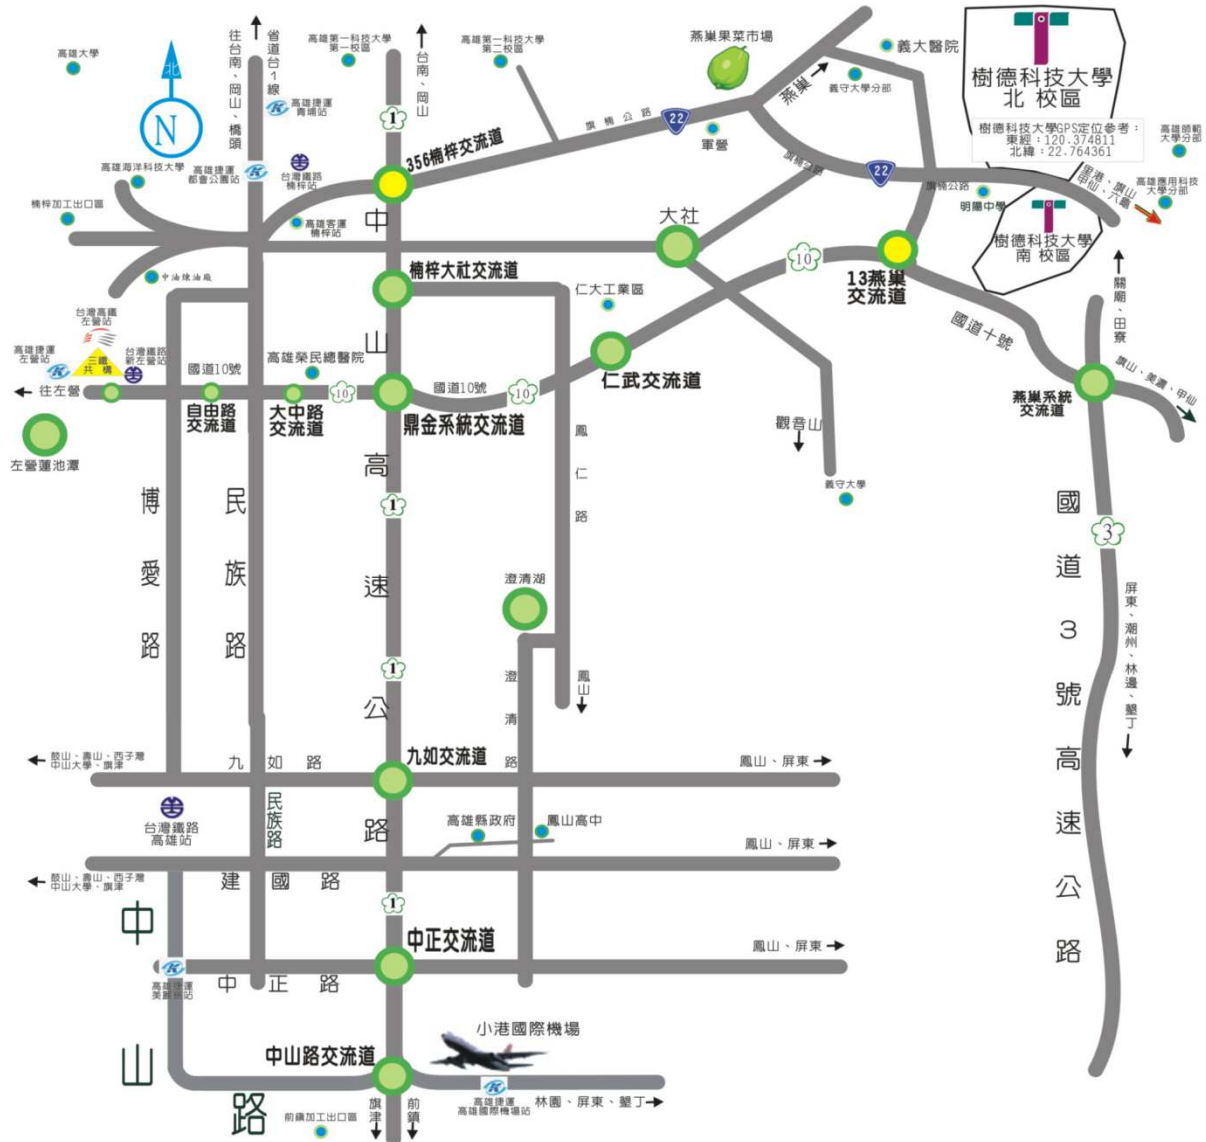 高雄大學
往台南、岡山、橋頭
省道台1線
高雄第一科技大學
第一校區
台南、岡山
高雄第一科技大學
第二校區
燕巢果菜市場
義大醫院
義守大學分部
燕巢
樹德科技大學
北 校區
樹德科技大學GPS定位參考：
東經：120.374811
北緯：22.764361
高雄師範
大學分部
北
N
高雄捷運
青埔站
1
旗楠公路
22
軍營
356楠梓交流道
高雄海洋科技大學
高雄捷運
都會公園站
台灣鐵路
楠梓站
旗楠公路
22
旗楠公路
明陽中學
里港、旗山
甲仙、六龜
高雄應用科技
大學分部
楠梓加工出口區
高雄客運
楠梓站
大社
樹德科技大學
南 校區
中山高速公路
10
13燕巢
交流道
中油煉油廠
楠梓大社交流道
仁大工業區
國道十號
關廟、田寮
台灣高鐵
左營站
高雄捷運
左營站
三鐵
共構
台灣鐵路
新左營站
國道10號
高雄榮民總醫院
10
國道10號
10
仁武交流道
旗山、美濃、甲仙
往左營
自由路
交流道
大中路
交流道
鼎金系統交流道
燕巢系統
交流道
左營蓮池潭
鳳仁路
觀音山
義守大學
博愛路
民族路
1
國道3號高速公路
3
澄清湖
屏東、潮州、林邊、墾丁
1
澄清路
鳳山
鼓山、壽山、西子灣
中山大學、旗津
九如路
九如交流道
鳳山、屏東
台灣鐵路
高雄站
民族路
高雄縣政府
鳳山高中
鳳山、屏東
鼓山、壽山、西子灣
中山大學、旗津
建國路
1
中山路
中正交流道
鳳山、屏東
高雄捷運
美麗島站
中正路
小港國際機場
中山路交流道
高雄捷運
高雄國際機場站
林園、屏東、墾丁
前鎮加工出口區
旗津
前鎮